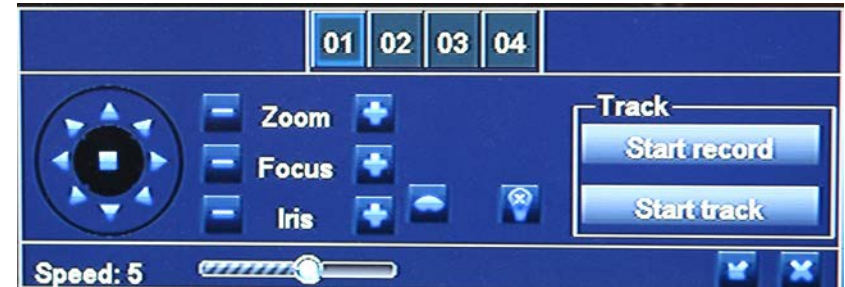 01 02 03 04
Zoom
Focus
Iris
Track
Start record
Start track
Speed: 5